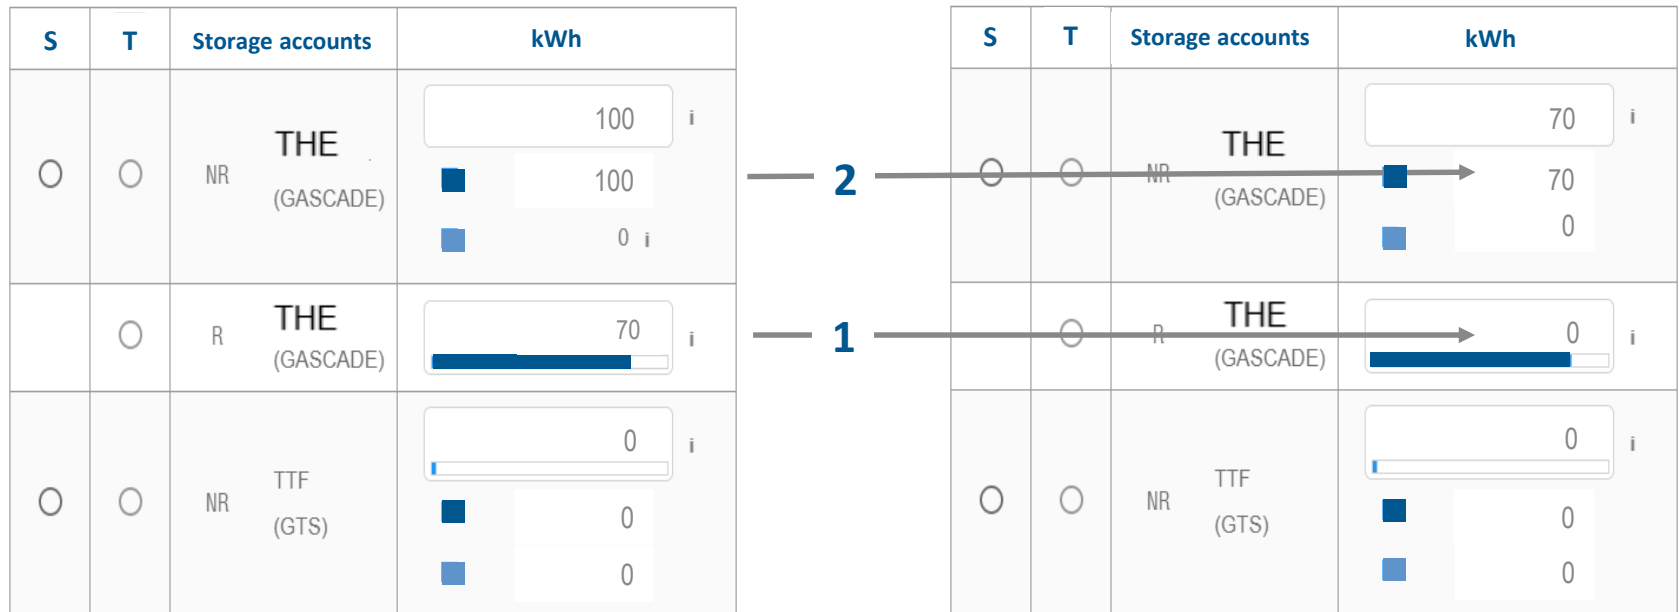 S T Storage accounts kWh
100 i
THE
NR 100
(GASCADE)
0 i
THE
R 70 i
(GASCADE)
0 i
TTF
NR 0
(GTS)
0
2
1
S T Storage accounts kWh
70 i
THE
NR 70
(GASCADE)
0
THE
R 0 i
(GASCADE)
0 i
TTF
NR 0
(GTS)
0